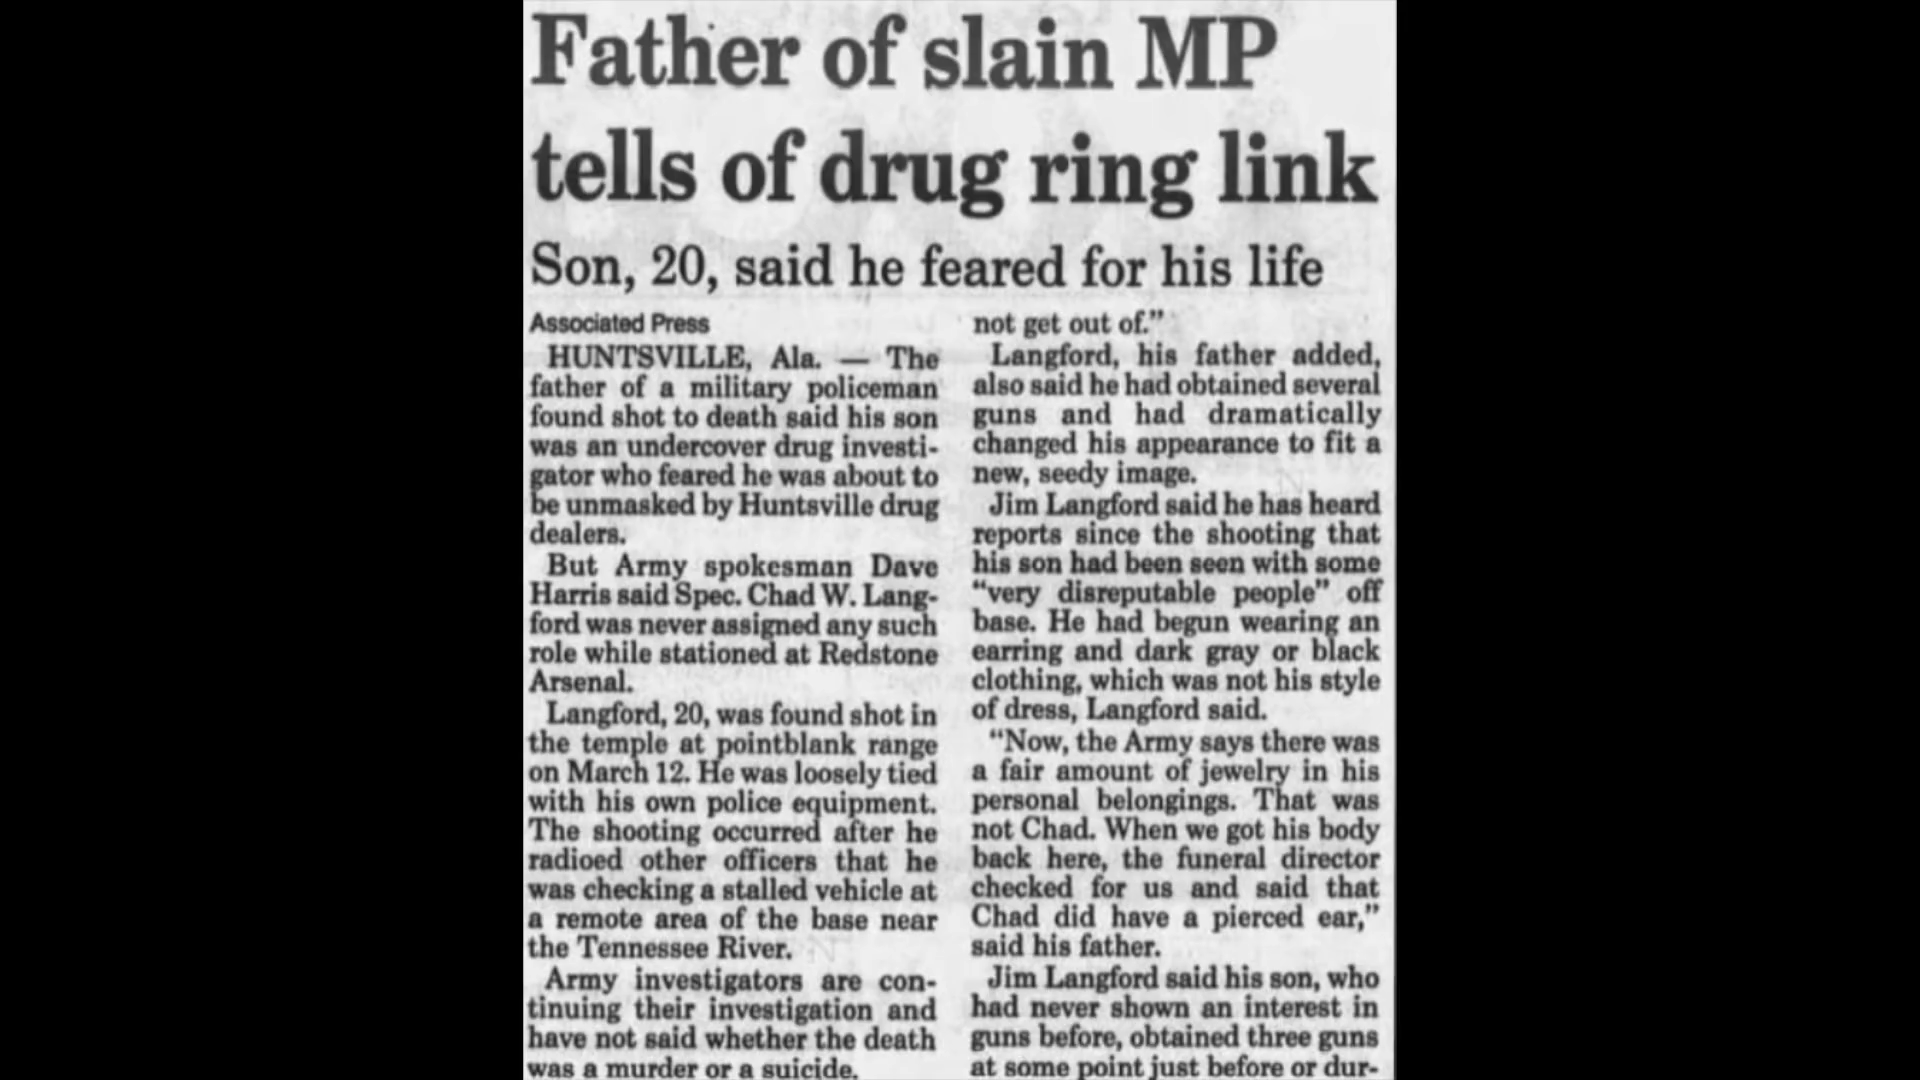 Father of slain MP
tells of drug ring link
Son, 20, said he feared for his life
Associated Press
HUNTSVILLE, Ala. — The
father of a military policeman
found shot to death said his son
was an undercover drug investi-
gator who feared he was about to
be unmasked by Huntsville drug
dealers.
But Army spokesman Dave
Harris said Spec. Chad W. Lang-
ford was never assigned any such
role while stationed at Redstone
Arsenal.
Langford, 20, was found shot in
the temple at pointblank range
on March 12. He was loosely tied
with his own police equipment.
The shooting occurred after he
radioed other officers that he
was checking a stalled vehicle at
a remote area of the base near
the Tennessee River.
Army investigators are con-
tinuing their investigation and
have not said whether the death
was a murder or a suicide.
not get out of.”
Langford, his father added,
also said he had obtained several
guns and had dramatically
changed his appearance to fit a
new, seedy image.
Jim Langford said he has heard
reports since the shooting that
his son had been seen with some
“very disreputable people” off
base. He had begun wearing an
earring and dark gray or black
clothing, which was not his style
of dress, Langford said.
“Now, the Army says there was
a fair amount of jewelry in his
personal belongings. That was
not Chad. When we got his body
back here, the funeral director
checked for us and said that
Chad did have a pierced ear,”
said his father.
Jim Langford said his son, who
had never shown an interest in
guns before, obtained three guns
at some point just before or dur-